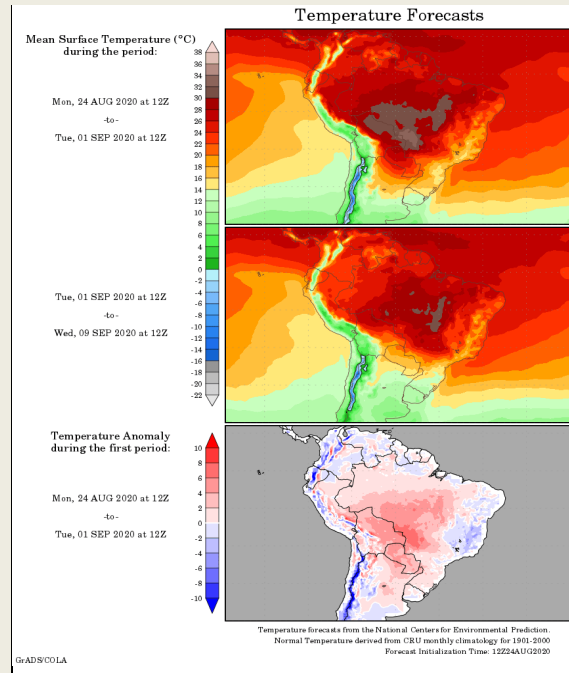 Temperature Forecasts
Mean Surface Temperature (°C)
during the period:
Mon, 24 AUG 2020 at 12Z
-to-
Tue, 01 SEP 2020 at 12Z
38
36
34
32
30
28
26
24
22
20
18
16
14
12
10
8
6
4
2
0
-2
-4
-6
-8
-10
-12
-14
-16
-18
-20
-22
Tue, 01 SEP 2020 at 12Z
-to-
Wed, 09 SEP 2020 at 12Z
Temperature Anomaly
during the first period:
Mon, 24 AUG 2020 at 12Z
-to-
Tue, 01 SEP 2020 at 12Z
10
8
6
4
2
0
-2
-4
-6
-8
-10
Temperature forecasts from the National Centers for Environmental Prediction.
Normal Temperature derived from CRU monthly climatology for 1901-2000
Forecast Initialization Time: 12Z24AUG2020
GrADS/COLA